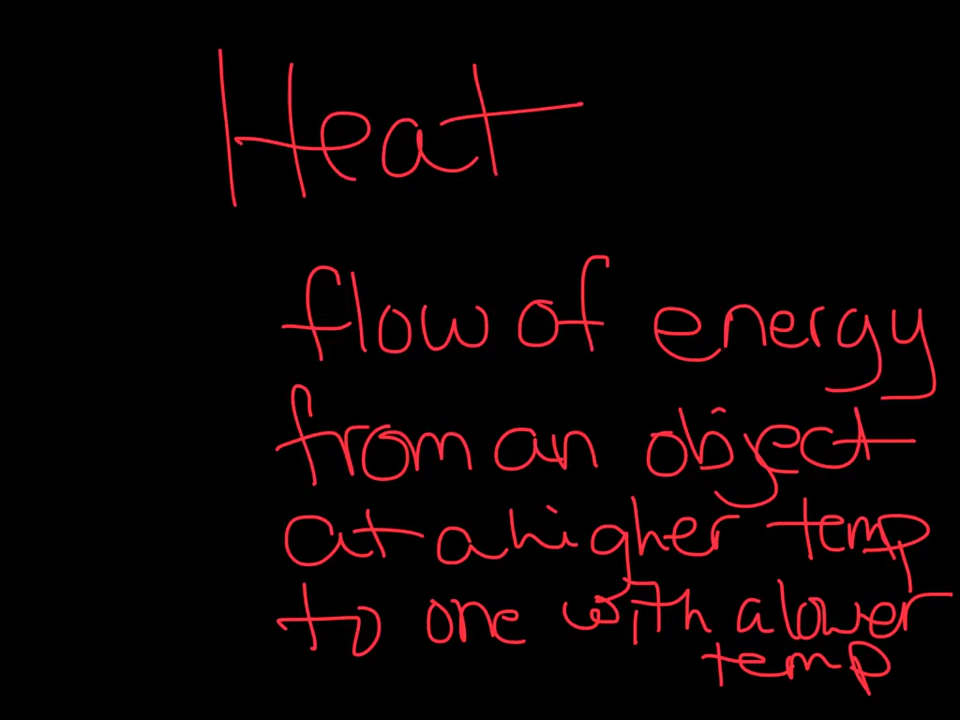 Heat
flow of energy
from an object
at a higher temp
to one with a lower
temp